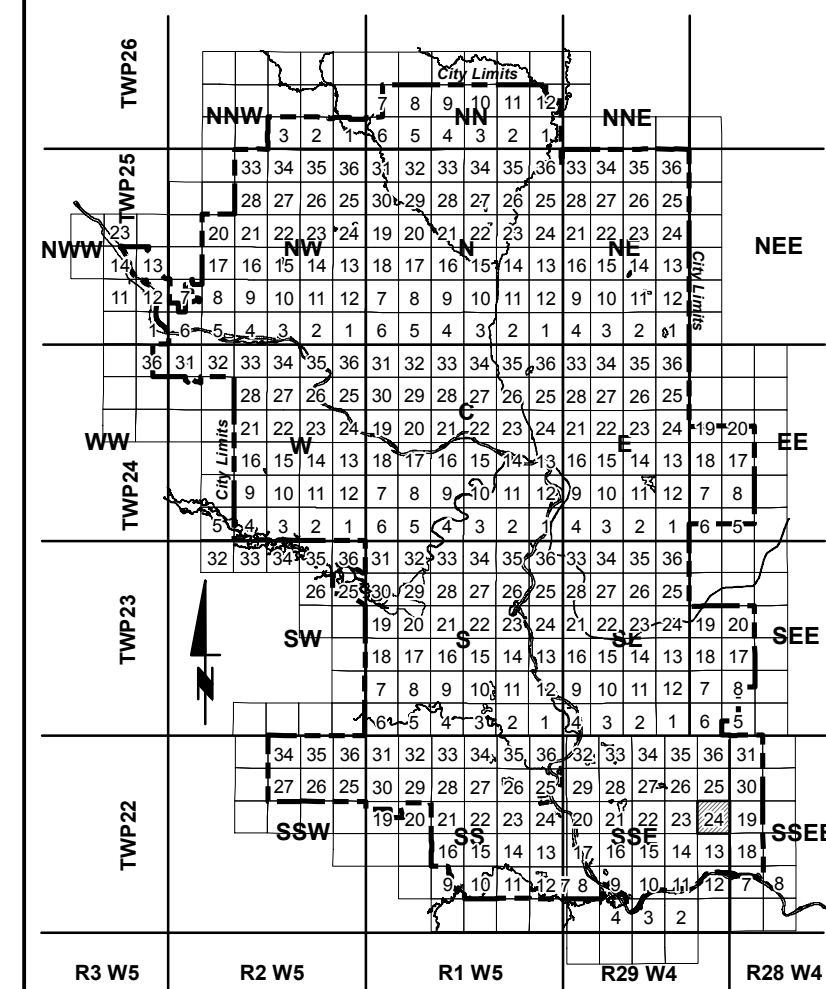 City Limits
TWP26
7 8 9 10 11 12
NNW NN NNE
3 2 1 6 5 4 3 2 1
TWP25
33 34 35 36 31 32 33 34 35 36 33 34 35 36
28 27 26 25 30 29 28 27 26 25 28 27 26 25
23 20 21 22 23 24 19 20 21 22 23 24 21 22 23 24
NWW NW N NE NEE
14 13 17 16 15 14 13 18 17 16 15 14 13 16 15 14 13
City Limits
11 12 7 8 9 10 11 12 7 8 9 10 11 12 9 10 11 12
1 6 5 4 3 2 1 6 5 4 3 2 1 4 3 2 1
36 31 32 33 34 35 36 31 32 33 34 35 36 33 34 35 36
28 27 26 25 30 29 28 27 26 25 28 27 26 25
C
21 22 23 24 19 20 21 22 23 24 21 22 23 24 19 20
WW W E EE
City Limits
16 15 14 13 18 17 16 15 14 13 16 15 14 13 18 17
TWP24
9 10 11 12 7 8 9 10 11 12 9 10 11 12 7 8
5 4 3 2 1 6 5 4 3 2 1 4 3 2 1 6 5
32 33 34 35 36 31 32 33 34 35 36 33 34 35 36
26 25 30 29 28 27 26 25 28 27 26 25
TWP23
19 20 21 22 23 24 21 22 23 24 19 20
SW S SE SEE
18 17 16 15 14 13 16 15 14 13 18 17
N
7 8 9 10 11 12 9 10 11 12 7 8
6 5 4 3 2 1 4 3 2 1 6 5
34 35 36 31 32 33 34 35 36 32 33 34 35 36 31
27 26 25 30 29 28 27 26 25 29 28 27 26 25 30
TWP22
19 20 21 22 23 24 20 21 22 23 24 19
SSW SS SSE SSEE
16 15 14 13 17 16 15 14 13 18
9 10 11 12 7 8 9 10 11 12 7 8
4 3 2
R3 W5 R2 W5 R1 W5 R29 W4 R28 W4